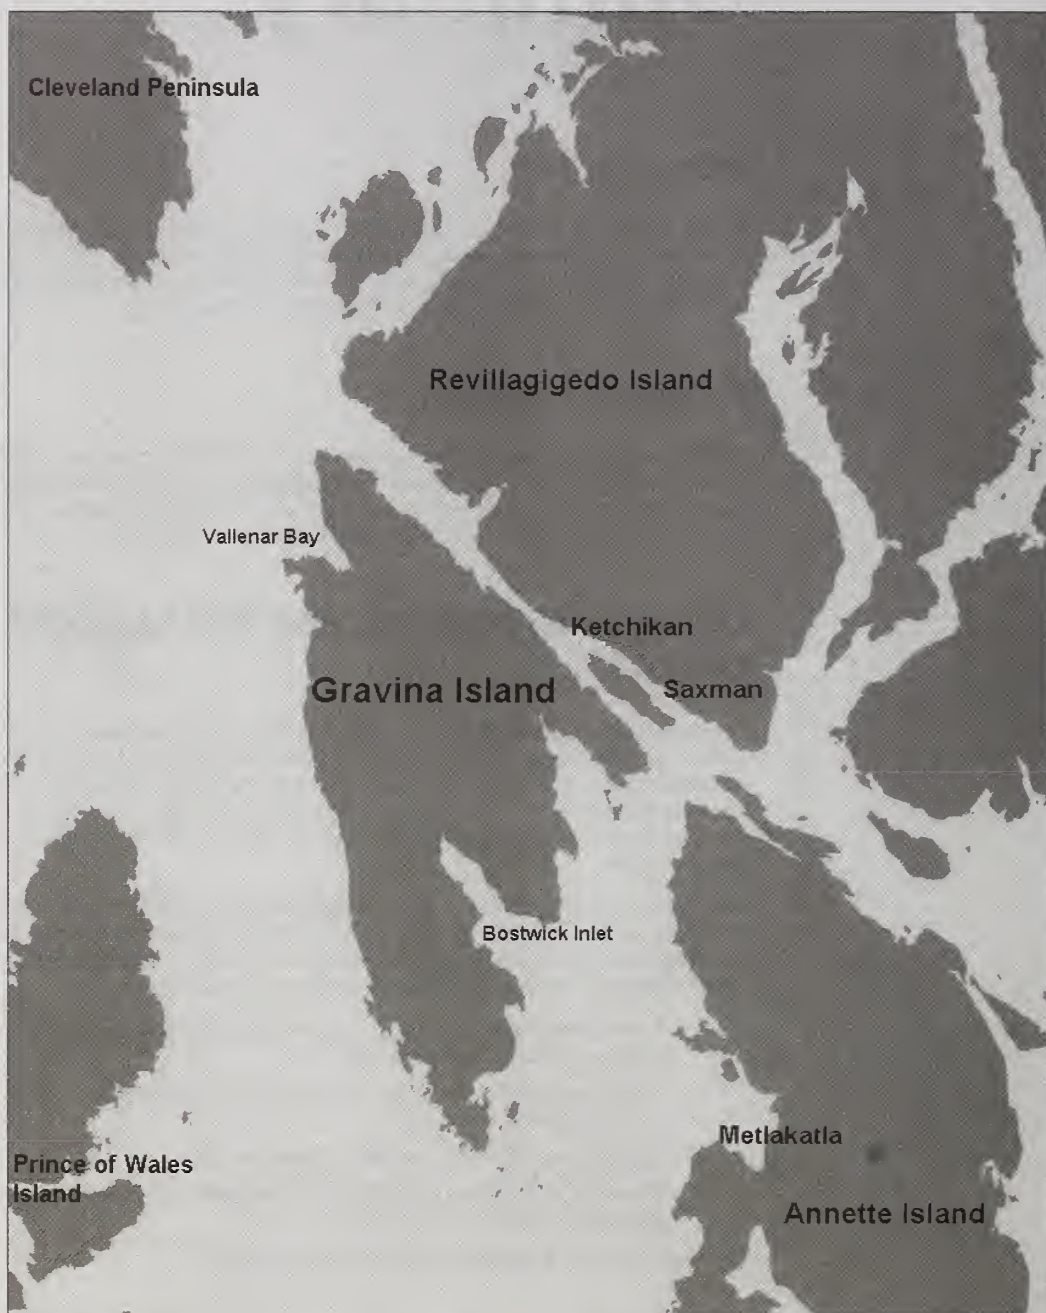 Cleveland Peninsula
Revillagigedo Island
Vallenar Bay
Ketchikan
Gravina Island
Saxman
Bostwick Inlet
Metlakatla
Prince of Wales
Island
Annette Island